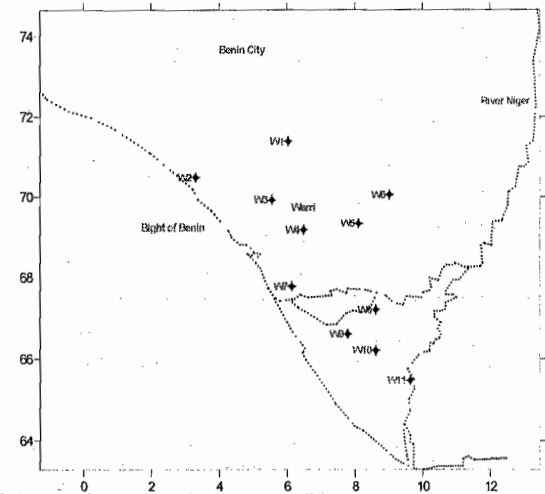 74
Benin City
River Niger
72
W1
W2
70
W6
W3
Warri
W5
W4
Bight of Benin
68
W7
W8
W9
66
W10
W11
64
0 2 4 6 8 10 12